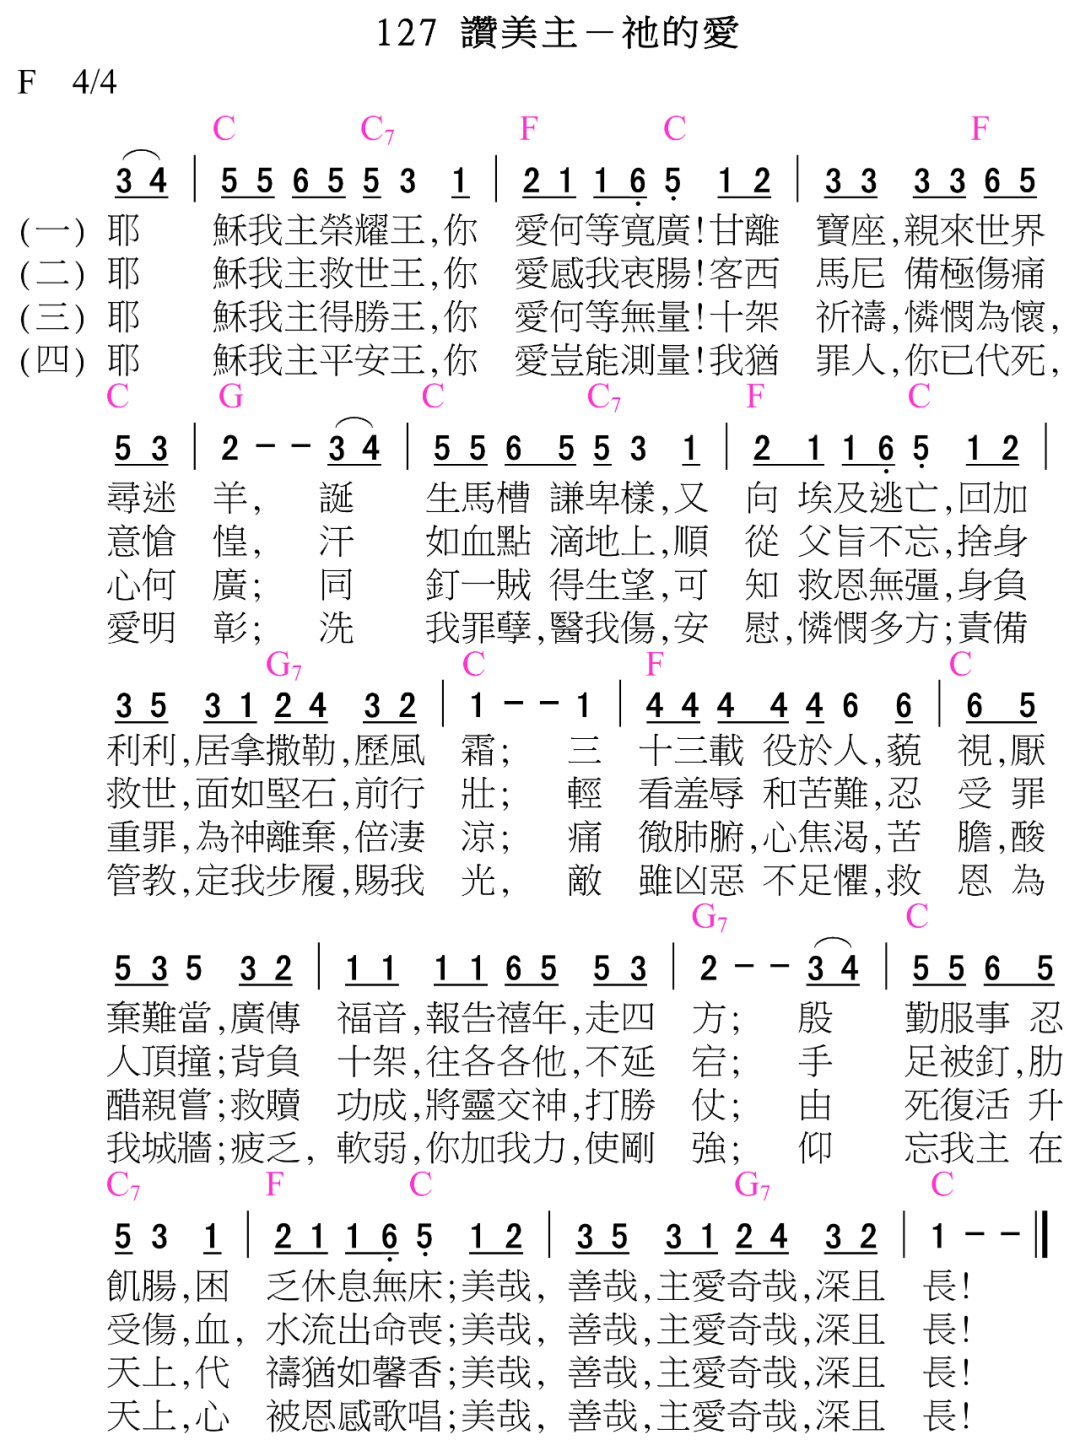 127 讚美主－祂的愛
F 4/4
C C7 F C F
3 4 | 5 5 6 5 5 3 1 | 2 1 1 6 5 1 2 | 3 3 3 3 6 5
(一) 耶 穌我主榮耀王,你 愛何等寬廣!甘離 寶座,親來世界
(二) 耶 穌我主救世王,你 愛感我衷腸!客西 馬尼 備極傷痛
(三) 耶 穌我主得勝王,你 愛何等無量!十架 祈禱,憐憫為懷,
(四) 耶 穌我主平安王,你 愛豈能測量!我猶 罪人,你已代死,
C G C C7 F C
5 3 | 2 - - 3 4 | 5 5 6 5 5 3 1 | 2 1 1 6 5 1 2 |
尋迷 羊, 誕 生馬槽 謙卑樣,又 向 埃及逃亡,回加
意愴 惶, 汗 如血點 滴地上,順 從 父旨不忘,捨身
心何 廣; 同 釘一賊 得生望,可 知 救恩無彊,身負
愛明 彰; 洗 我罪孽,醫我傷,安 慰,憐憫多方;責備
G7 C F C
3 5 3 1 2 4 3 2 | 1 - - 1 | 4 4 4 4 4 6 6 | 6 5
利利,居拿撒勒,歷風 霜; 三 十三載 役於人,藐 視,厭
救世,面如堅石,前行 壯; 輕 看羞辱 和苦難,忍 受 罪
重罪,為神離棄,倍淒 涼; 痛 徹肺腑,心焦渴,苦 膽,酸
管教,定我步履,賜我 光, 敵 雖凶惡 不足懼,救 恩 為
G7 C
5 3 5 3 2 | 1 1 1 1 6 5 5 3 | 2 - - 3 4 | 5 5 6 5
棄難當,廣傳 福音,報告禧年,走四 方; 殷 勤服事 忍
人頂撞;背負 十架,往各各他,不延 宕; 手 足被釘,肋
醋親嘗;救贖 功成,將靈交神,打勝 仗; 由 死復活 升
我城牆;疲乏, 軟弱,你加我力,使剛 強; 仰 忘我主 在
C7 F C G7 C
5 3 1 | 2 1 1 6 5 1 2 | 3 5 3 1 2 4 3 2 | 1 - - ‖
飢腸,困 乏休息無床;美哉, 善哉,主愛奇哉,深且 長!
受傷,血, 水流出命喪;美哉, 善哉,主愛奇哉,深且 長!
天上,代 禱猶如馨香;美哉, 善哉,主愛奇哉,深且 長!
天上,心 被恩感歌唱;美哉, 善哉,主愛奇哉,深且 長!